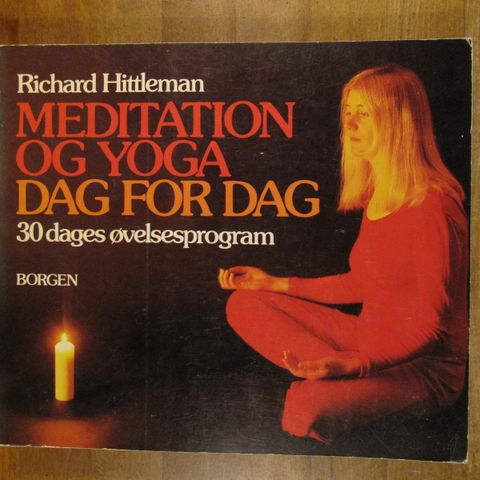 Richard Hittleman
MEDITATION
OG YOGA
DAG FOR DAG
30 dages øvelsesprogram
BORGEN